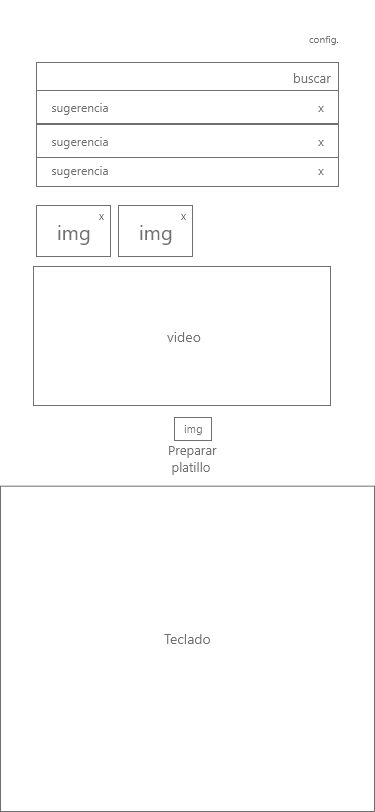 config.
buscar
sugerencia x
sugerencia x
sugerencia x
x x
img img
video
img
Preparar
platillo
Teclado